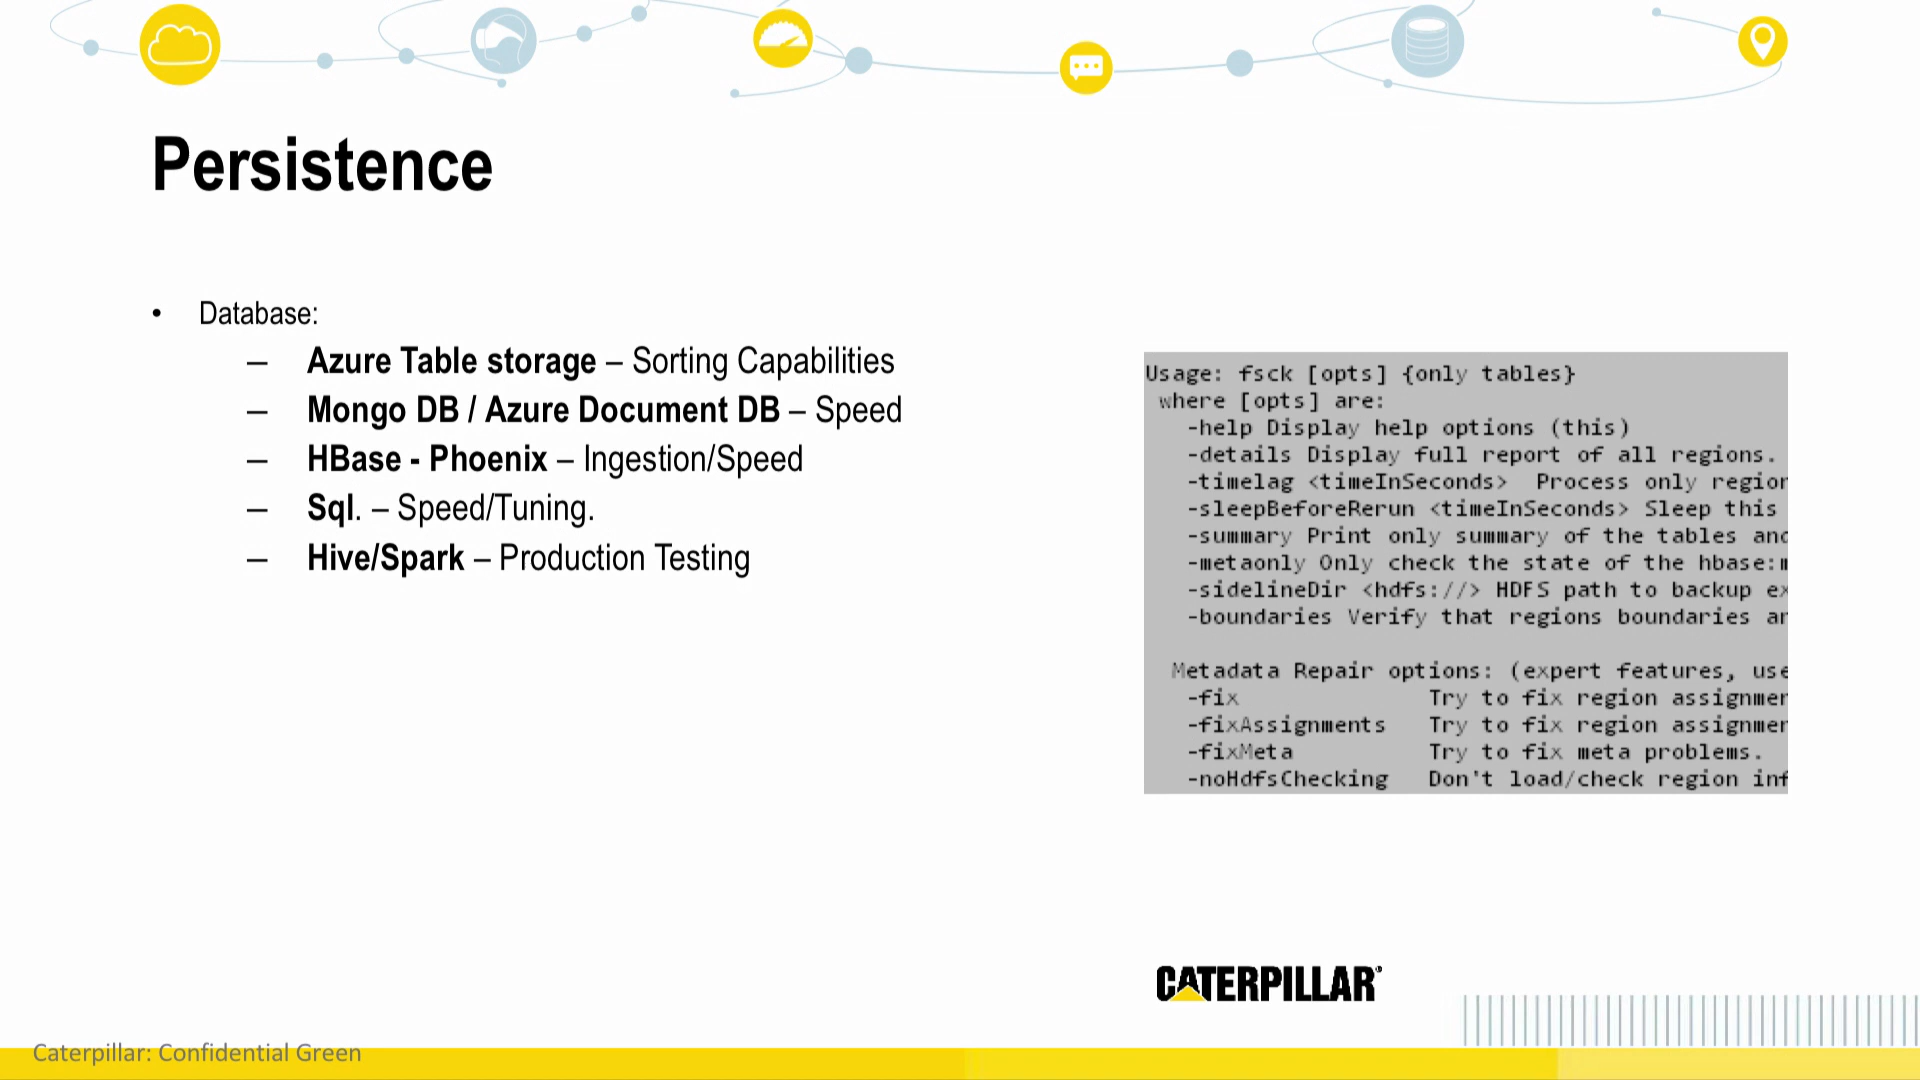 Persistence
• Database:
– Azure Table storage – Sorting Capabilities
– Mongo DB / Azure Document DB – Speed
– HBase - Phoenix – Ingestion/Speed
– Sql. – Speed/Tuning.
– Hive/Spark – Production Testing
Usage: fsck [opts] {only tables}
where [opts] are:
-help Display help options (this)
-details Display full report of all regions.
-timelag <timeInSeconds> Process only region
-sleepBeforeRerun <timeInSeconds> Sleep this
-summary Print only summary of the tables and
-metaonly Only check the state of the hbase:m
-sidelineDir <hdfs://> HDFS path to backup ex
-boundaries Verify that regions boundaries an
Metadata Repair options: (expert features, use
-fix Try to fix region assignmen
-fixAssignments Try to fix region assignmen
-fixMeta Try to fix meta problems.
-noHdfsChecking Don't load/check region inf
CATERPILLAR®
Caterpillar: Confidential Green